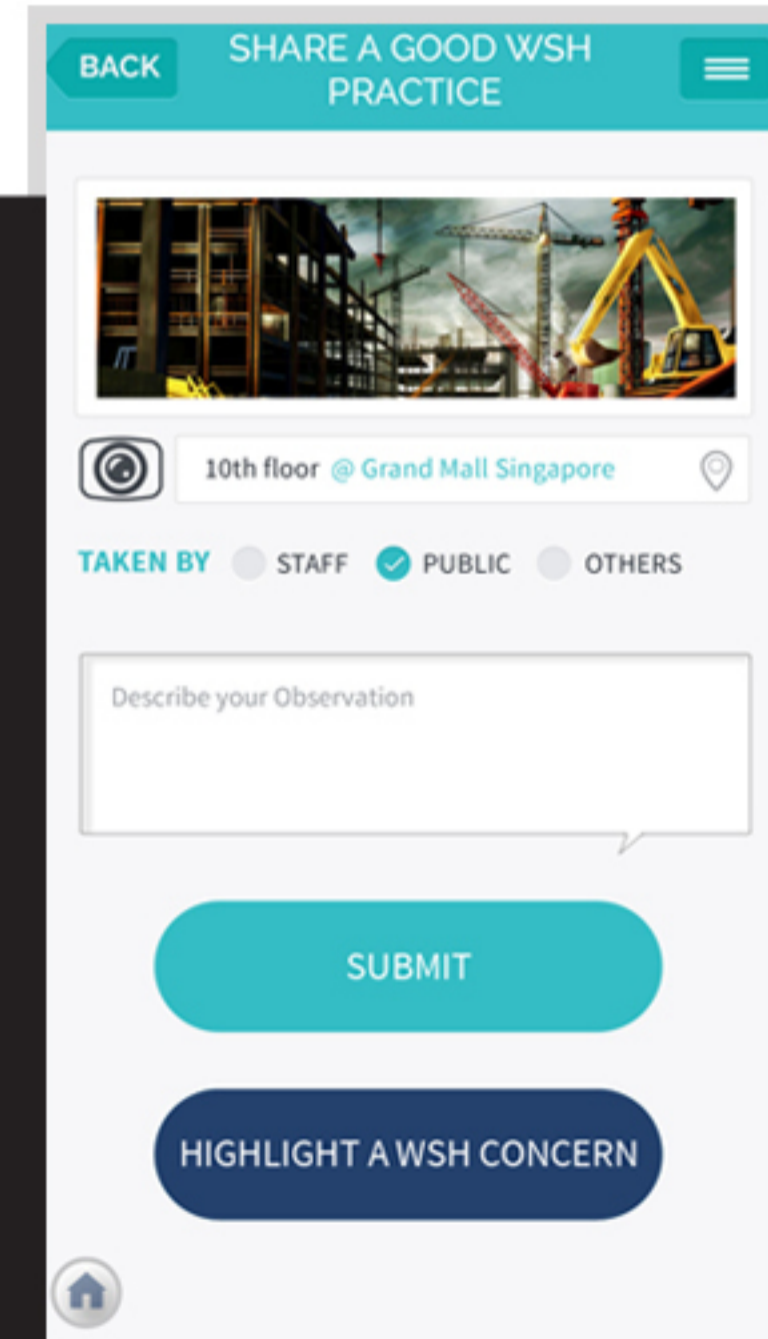 BACK
SHARE A GOOD WSH
PRACTICE
10th floor @ Grand Mall Singapore
TAKEN BY STAFF PUBLIC OTHERS
Describe your Observation
SUBMIT
HIGHLIGHT A WSH CONCERN